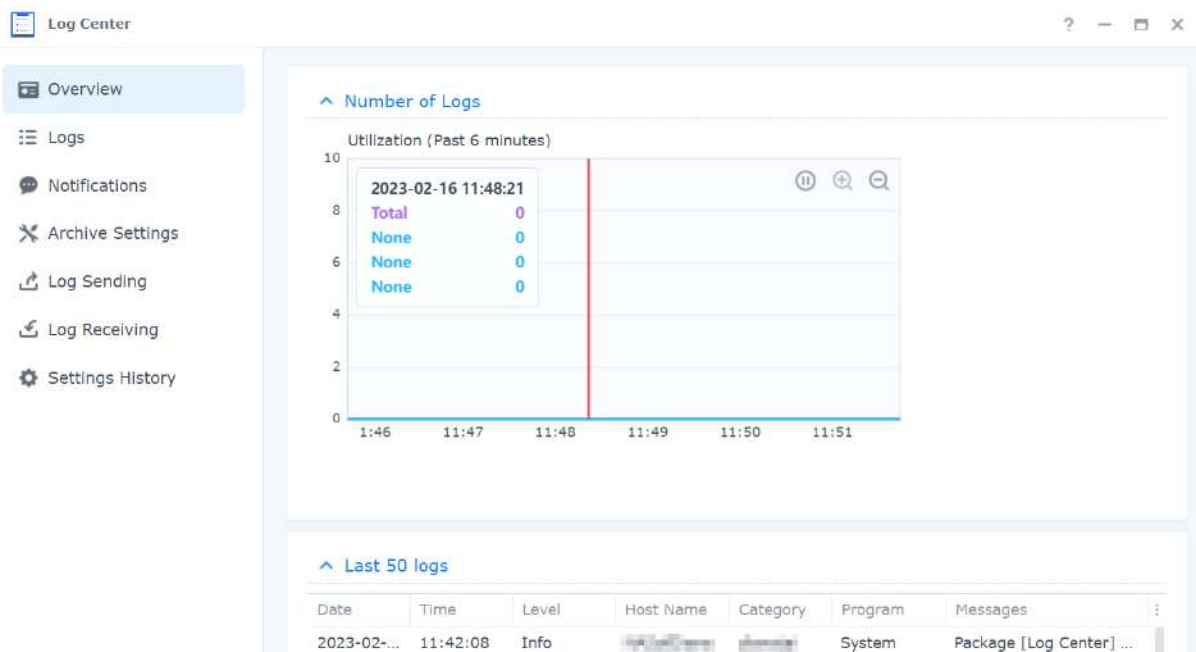 Log Center
?
Overview
Logs
Notifications
Archive Settings
Log Sending
Log Receiving
Settings History
Number of Logs
Utilization (Past 6 minutes)
10
8
6
4
2
0
2023-02-16 11:48:21
Total 0
None 0
None 0
None 0
1:46 11:47 11:48 11:49 11:50 11:51
Last 50 logs
Date Time Level Host Name Category Program Messages
2023-02-... 11:42:08 Info System Package [Log Center] ...